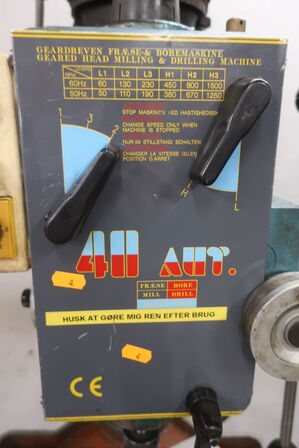 GEARDREVEN FRÆSE-& BOREMASKINE
GEARED HEAD MILLING & DRILLING MACHINE
LEVERS RPM L1 L2 L3 H1 H2 H3
60Hz 60 130 230 450 800 1500
50Hz 50 110 190 380 670 1250
STOP MASKINEN VED HASTIGHEDSSK
CHANGE SPEED ONLY WHEN
MACHINE IS STOPPED
NUR IM STILLSTAND SCHALTEN
CHANGER LA VITESSE QU,EN
POSITION D,ARRET
1
2
3
H
L
40 AUT.
FRÆSE BORE
MILL DRILL
HUSK AT GØRE MIG REN EFTER BRUG
CE